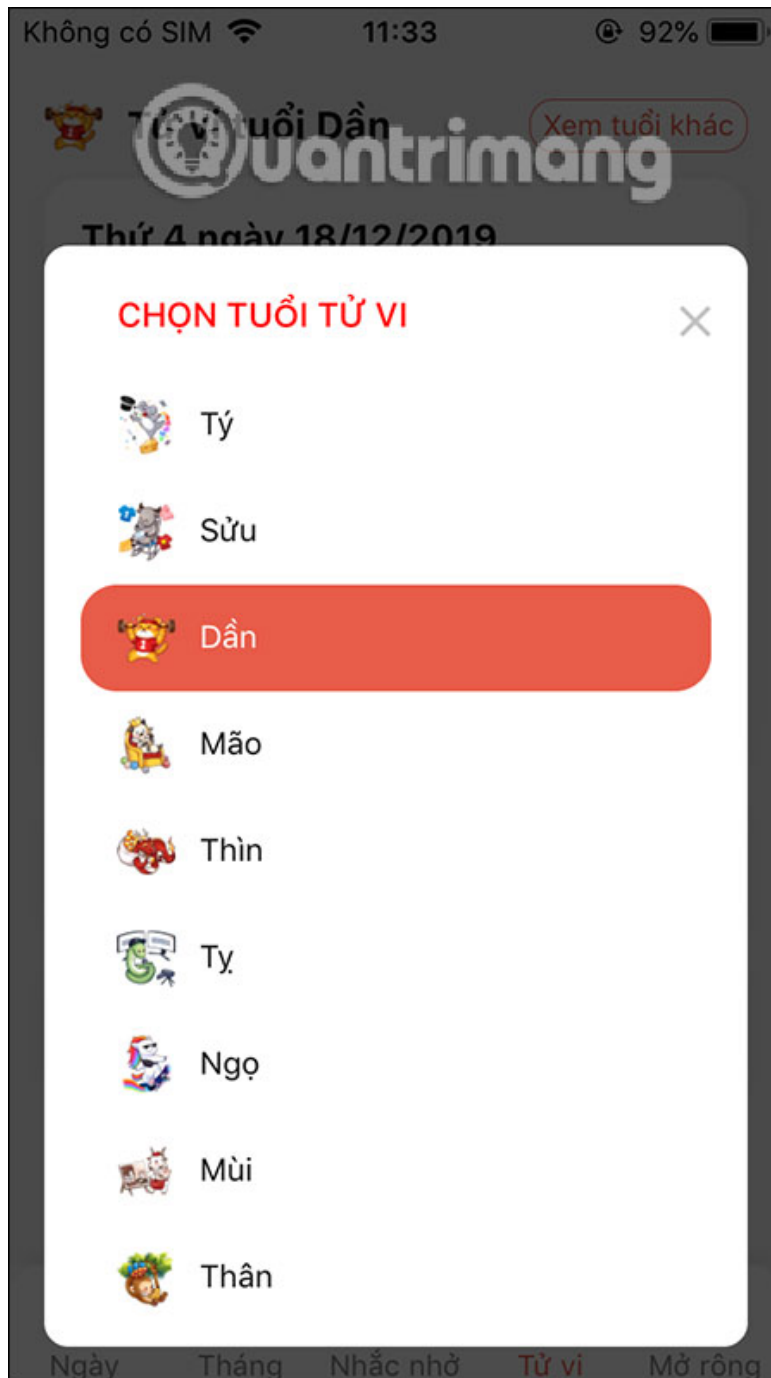 Không có SIM 11:33 92%
Tử vi tuổi Dần Xem tuổi khác
Quantrimang
Thứ 4 ngày 18/12/2019
CHỌN TUỔI TỬ VI
Tý
Sửu
Dần
Mão
Thìn
Tỵ
Ngọ
Mùi
Thân
Ngày Tháng Nhắc nhở Tử vi Mở rộng